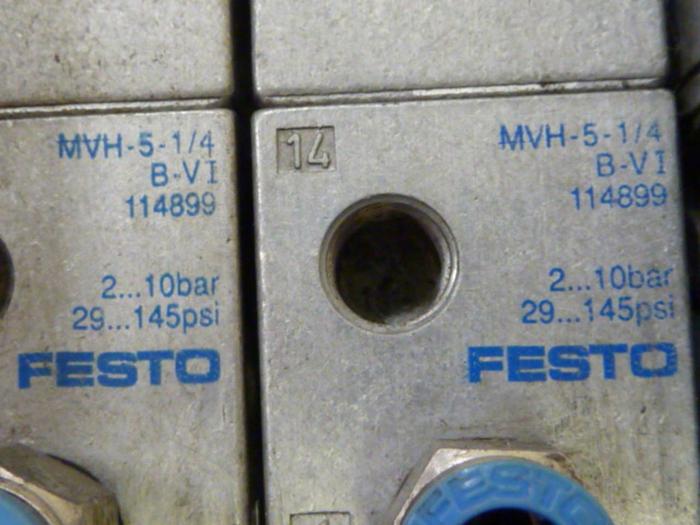 MVH-5-1/4
B-VI
114899
2...10bar
29...145psi
FESTO
14
MVH-5-1/4
B-VI
114899
2...10bar
29...145psi
FESTO
FESTO